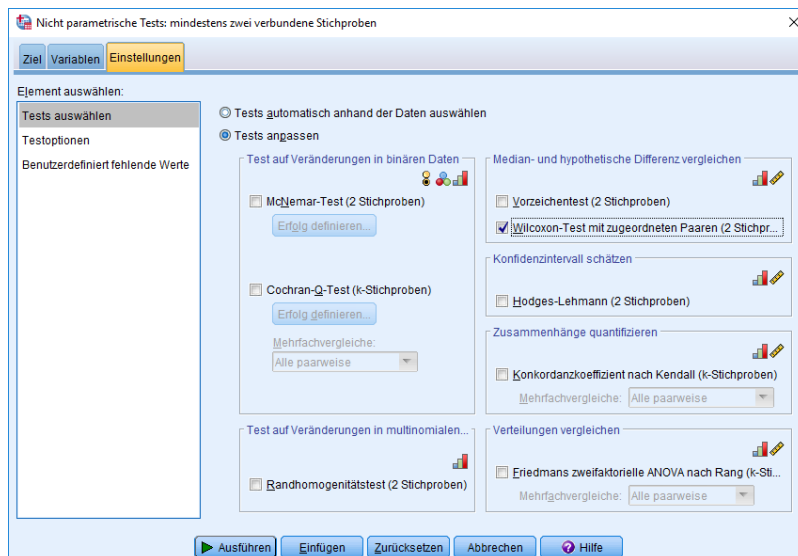 Nicht parametrische Tests: mindestens zwei verbundene Stichproben
Ziel Variablen Einstellungen
Element auswählen:
Tests auswählen
Testoptionen
Benutzerdefiniert fehlende Werte
Tests automatisch anhand der Daten auswählen
Tests anpassen
Test auf Veränderungen in binären Daten
McNemar-Test (2 Stichproben)
Erfolg definieren...
Cochran-Q-Test (k-Stichproben)
Erfolg definieren...
Mehrfachvergleiche:
Alle paarweise
Test auf Veränderungen in multinomialen...
Randhomogenitätstest (2 Stichproben)
Median- und hypothetische Differenz vergleichen
Vorzeichentest (2 Stichproben)
Wilcoxon-Test mit zugeordneten Paaren (2 Stichpr...
Konfidenzintervall schätzen
Hodges-Lehmann (2 Stichproben)
Zusammenhänge quantifizieren
Konkordanzkoeffizient nach Kendall (k-Stichproben)
Mehrfachvergleiche: Alle paarweise
Verteilungen vergleichen
Friedmans zweifaktorielle ANOVA nach Rang (k-Sti...
Mehrfachvergleiche: Alle paarweise
Ausführen Einfügen Zurücksetzen Abbrechen Hilfe